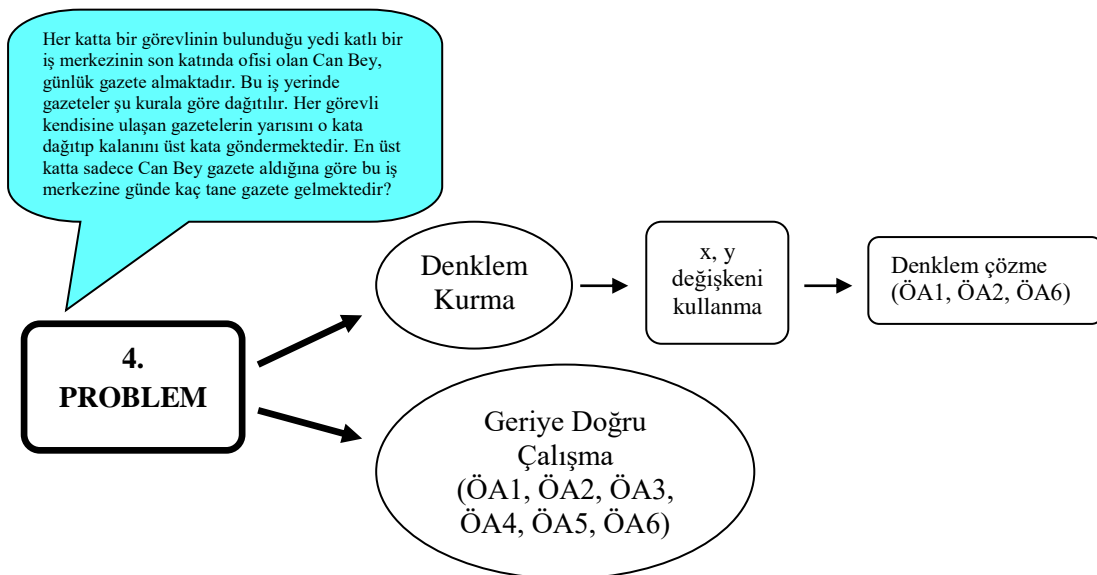 Her katta bir görevlinin bulunduğu yedi katlı bir
iş merkezinin son katında ofisi olan Can Bey,
günlük gazete almaktadır. Bu iş yerinde
gazeteler şu kurala göre dağıtılır. Her görevli
kendisine ulaşan gazetelerin yarısını o kata
dağıtıp kalanını üst kata göndermektedir. En üst
katta sadece Can Bey gazete aldığına göre bu iş
merkezine günde kaç tane gazete gelmektedir?
4.
PROBLEM
Denklem
Kurma
x, y
değişkeni
kullanma
Denklem çözme
(ÖA1, ÖA2, ÖA6)
Geriye Doğru
Çalışma
(ÖA1, ÖA2, ÖA3,
ÖA4, ÖA5, ÖA6)